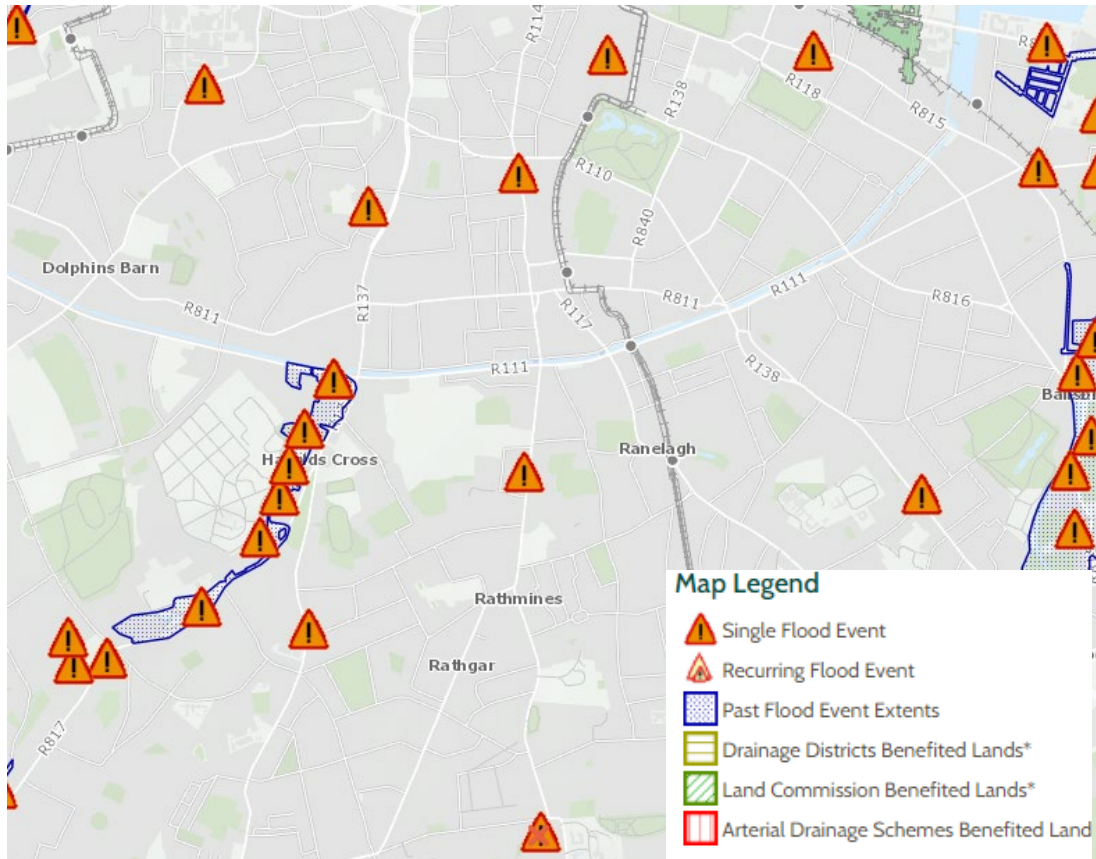 R114
R138
R118
R815
R110
R840
Dolphins Barn
R811
R137
R811
R111
R816
R117
R111
R138
Ranelagh
Cross
Rathmines
Rathgar
R817
Map Legend
Single Flood Event
Recurring Flood Event
Past Flood Event Extents
Drainage Districts Benefited Lands*
Land Commission Benefited Lands*
Arterial Drainage Schemes Benefited Land